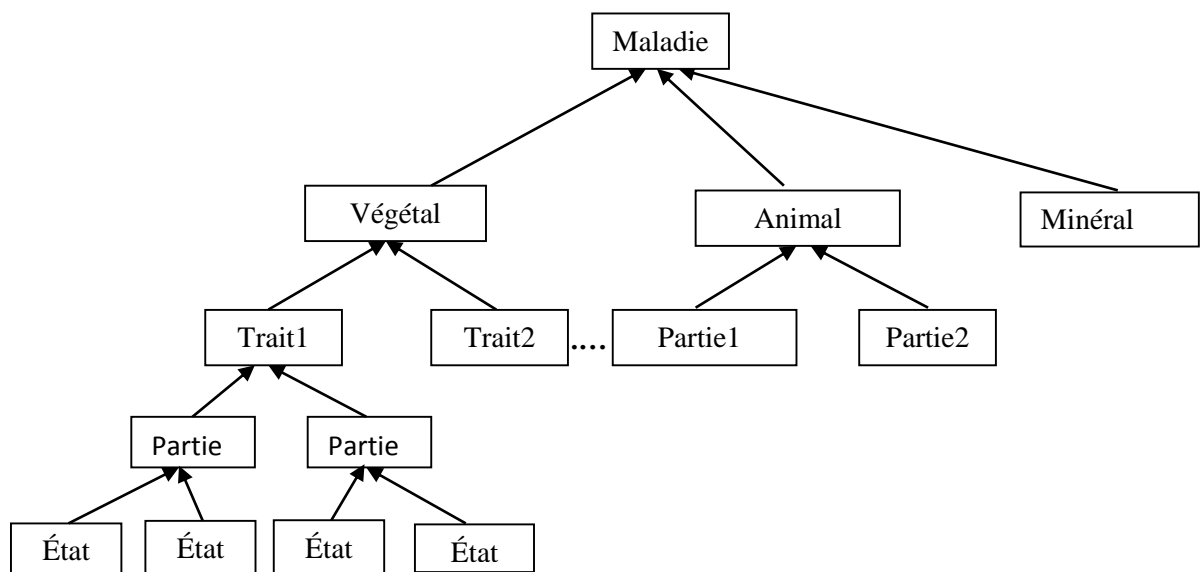 Maladie
Végétal
Animal
Minéral
Trait1
Trait2
....
Partie1
Partie2
Partie
Partie
État
État
État
État